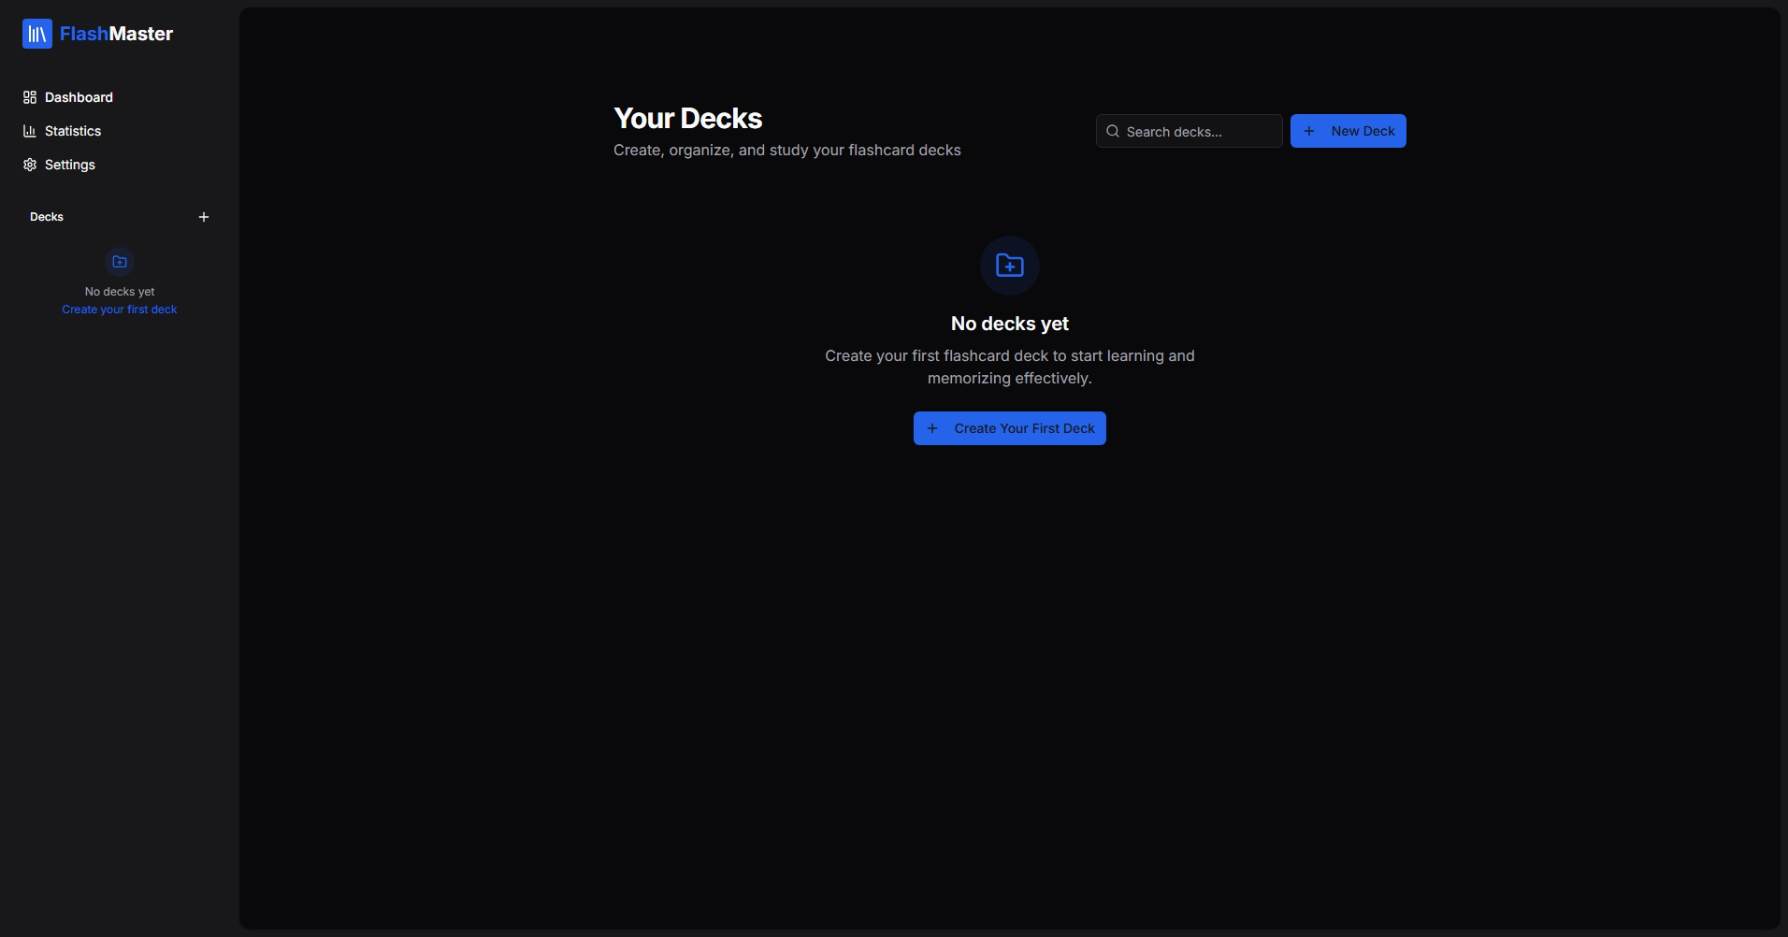 FlashMaster
Dashboard
Statistics
Settings
Decks
No decks yet
Create your first deck
Your Decks
Create, organize, and study your flashcard decks
Search decks...
New Deck
No decks yet
Create your first flashcard deck to start learning and
memorizing effectively.
Create Your First Deck